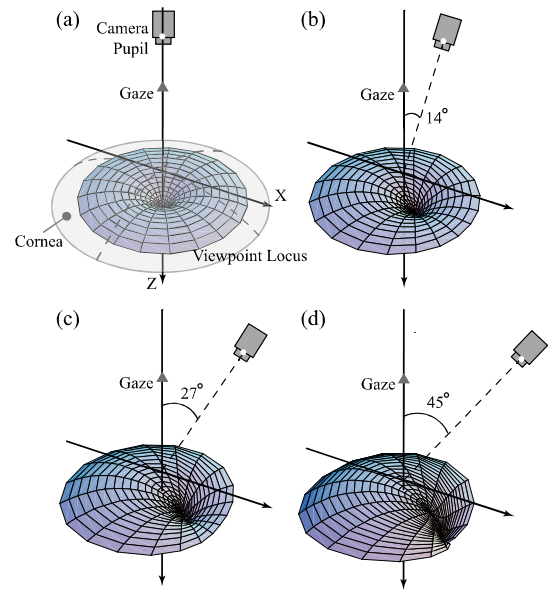 (a)
Camera
Pupil
Gaze
X
Cornea
Viewpoint Locus
Z
(b)
Gaze
14°
(c)
Gaze
27°
(d)
Gaze
45°